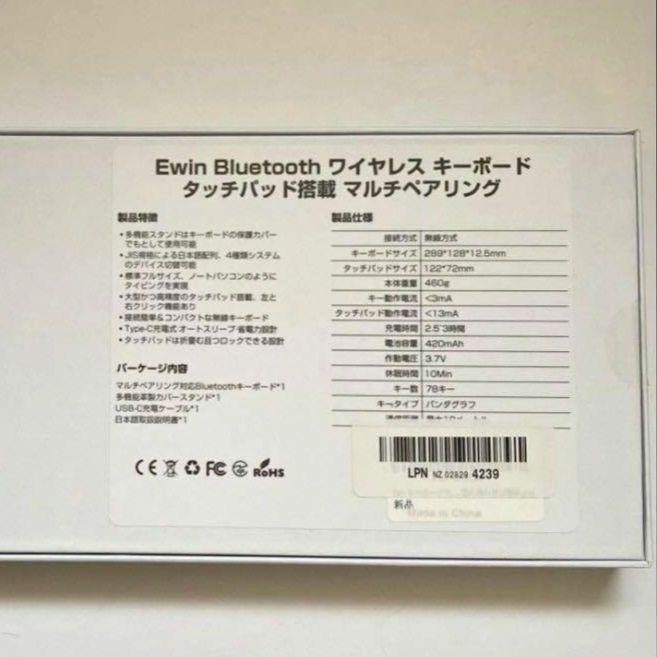 Ewin Bluetooth ワイヤレス キーボード
タッチパッド搭載 マルチペアリング
製品特徴
・多機能スタンドはキーボードの保護カバー
でもとして使用可能
・JIS規格による日本語配列、4種類システム
のデバイス切替可能
・標準フルサイズ、ノートパソコンのように
タイピングを実現
・大型かつ高精度のタッチパッド搭載、左と
右クリック機能あり
・接続簡単&コンパクトな無線キーボード
・Type-C充電式 オートスリープ 省電力設計
・タッチパッドは折畳む且つロックできる設計
パーケージ内容
マルチペアリング対応Bluetoothキーボード*1
多機能革製カバースタンド*1
USB-C充電ケーブル*1
日本語取扱説明書*1
CE FC RoHS
製品仕様
接続方式 無線方式
キーボードサイズ 289*128*12.5mm
タッチパッドサイズ 122*72mm
本体重量 460g
キー動作電流 <3mA
タッチパッド動作電流 <13mA
充電時間 2.5~3時間
電池容量 420mAh
作動電圧 3.7V
休眠時間 10Min
キー数 78キー
キータイプ パンダグラフ
LPN NZ 02829 4239
新品
Made in China